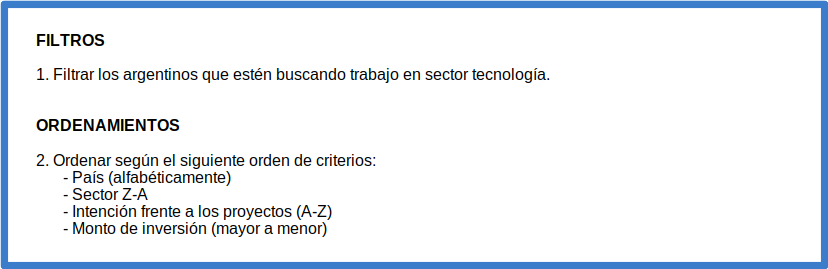 FILTROS
1. Filtrar los argentinos que estén buscando trabajo en sector tecnología.
ORDENAMIENTOS
2. Ordenar según el siguiente orden de criterios:
- País (alfabéticamente)
- Sector Z-A
- Intención frente a los proyectos (A-Z)
- Monto de inversión (mayor a menor)